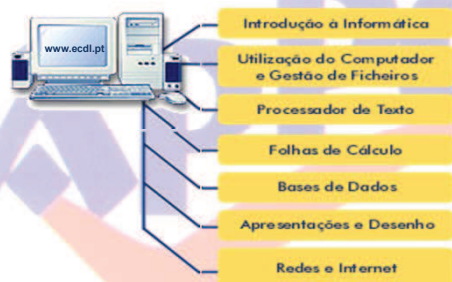 www.ecdl.pt
Introdução à Informática
Utilização do Computador
e Gestão de Ficheiros
Processador de Texto
Folhas de Cálculo
Bases de Dados
Apresentações e Desenho
Redes e Internet